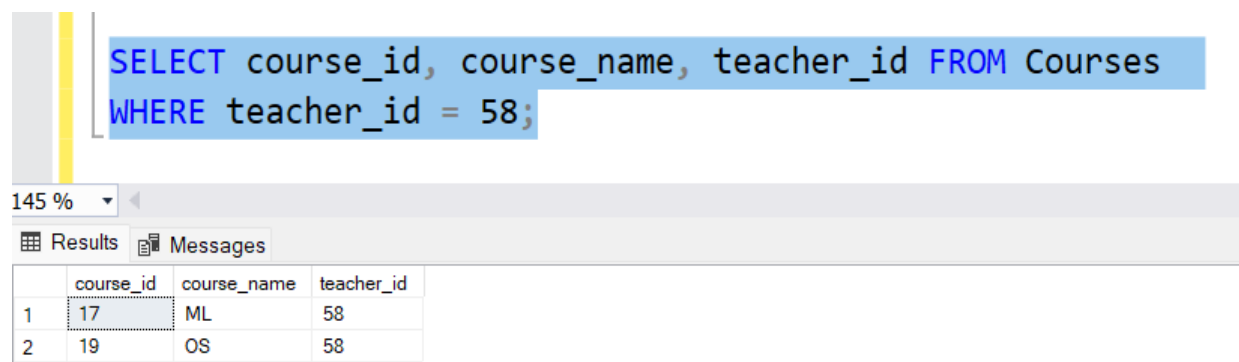 SELECT course_id, course_name, teacher_id FROM Courses
WHERE teacher_id = 58;
145 %
Results Messages
course_id course_name teacher_id
1 17 ML 58
2 19 OS 58